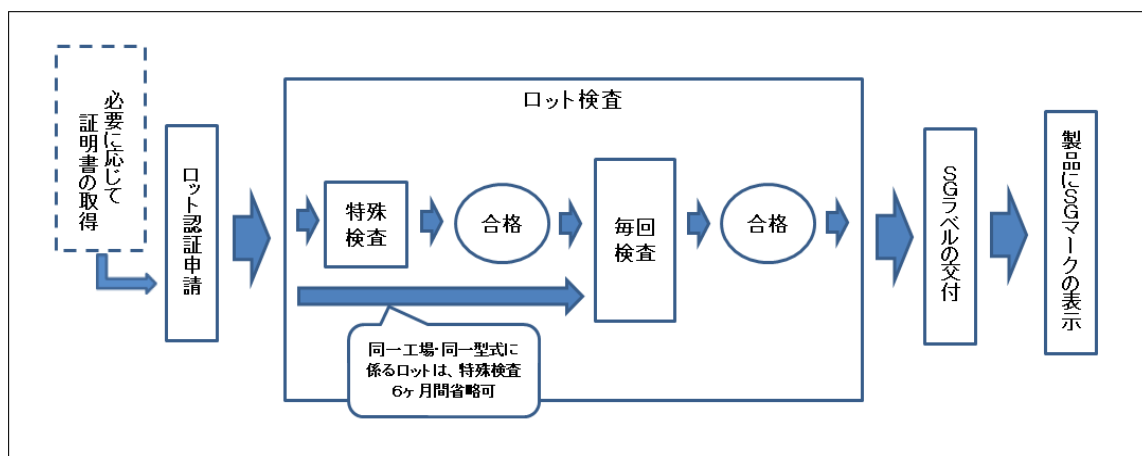 必要に応じて
証明書の取得
ロット認証申請
ロット検査
特殊
検査
合格
毎回
検査
合格
同一工場・同一型式に
係るロットは、特殊検査
6ヶ月間省略可
SGラベルの交付
製品にSGマークの表示